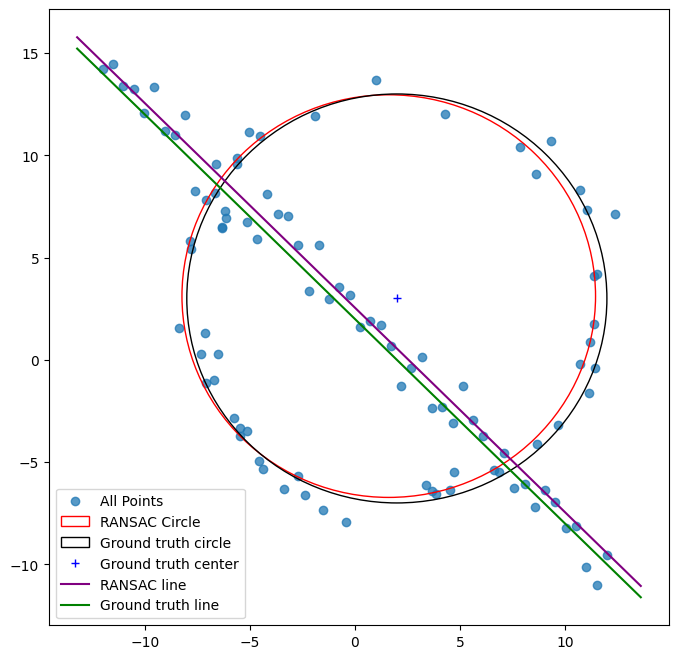 15
10
5
0
−5
−10
All Points
RANSAC Circle
Ground truth circle
Ground truth center
RANSAC line
Ground truth line
−10 −5 0 5 10